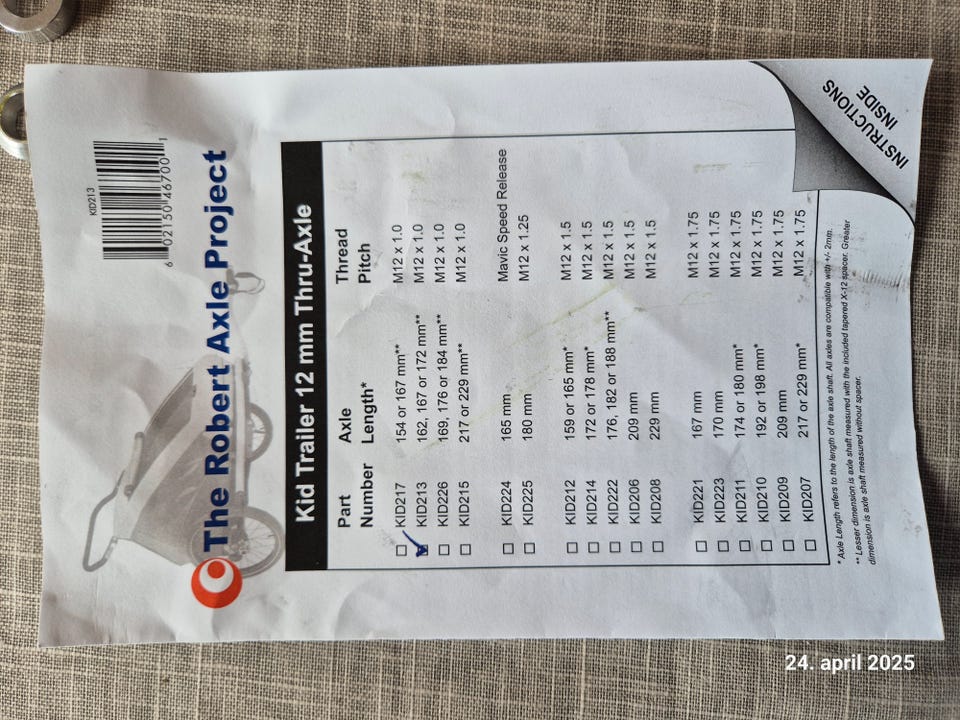 KID213
6 02150 46700 1
The Robert Axle Project
Kid Trailer 12 mm Thru-Axle
Part Number Axle Length* Thread Pitch
KID217 154 or 167 mm** M12 x 1.0
KID213 162, 167 or 172 mm** M12 x 1.0
KID226 169, 176 or 184 mm** M12 x 1.0
KID215 217 or 229 mm** M12 x 1.0
KID224 165 mm Mavic Speed Release
KID225 180 mm M12 x 1.25
KID212 159 or 165 mm* M12 x 1.5
KID214 172 or 178 mm* M12 x 1.5
KID222 176, 182 or 188 mm** M12 x 1.5
KID206 209 mm M12 x 1.5
KID208 229 mm M12 x 1.5
KID221 167 mm M12 x 1.75
KID223 170 mm M12 x 1.75
KID211 174 or 180 mm* M12 x 1.75
KID210 192 or 198 mm* M12 x 1.75
KID209 209 mm M12 x 1.75
KID207 217 or 229 mm* M12 x 1.75
* Axle Length refers to the length of the axle shaft. All axles are compatible with +/- 2mm.
** Lesser dimension is axle shaft measured with the included tapered X-12 spacer. Greater
dimension is axle shaft measured without spacer.
INSTRUCTIONS
INSIDE
24. april 2025